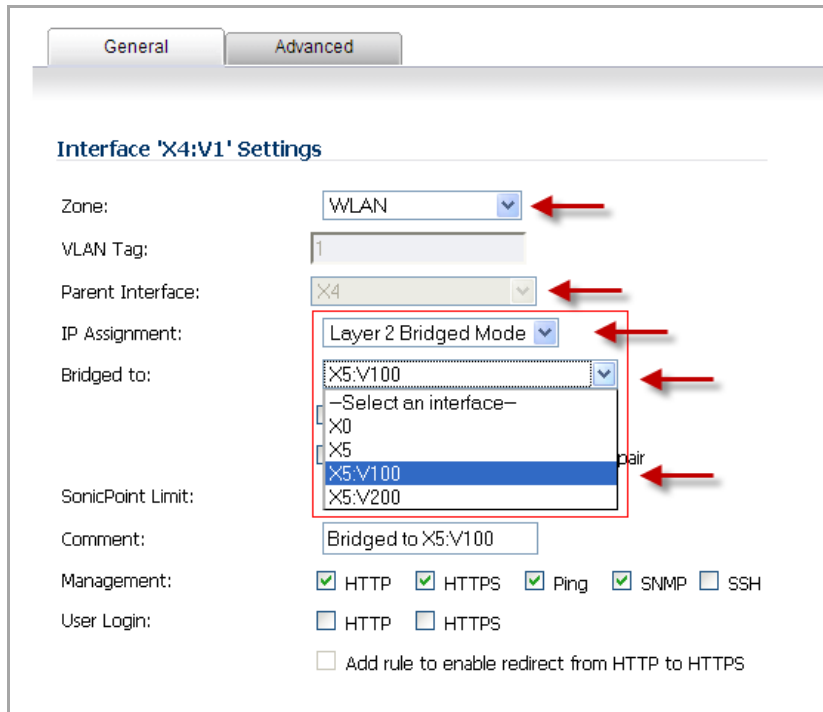 General Advanced
Interface 'X4:V1' Settings
Zone: WLAN
VLAN Tag: 1
Parent Interface: X4
IP Assignment: Layer 2 Bridged Mode
Bridged to: X5:V100
--Select an interface--
X0
X5
pair
X5:V100
X5:V200
SonicPoint Limit:
Comment: Bridged to X5:V100
Management: HTTP HTTPS Ping SNMP SSH
User Login: HTTP HTTPS
Add rule to enable redirect from HTTP to HTTPS